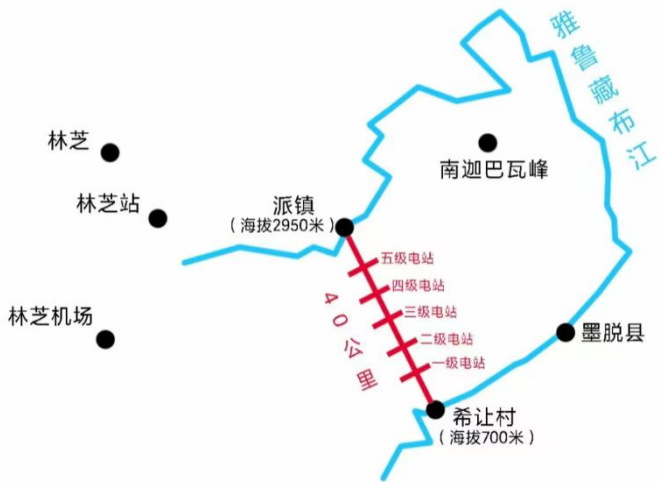 雅鲁藏布江
林芝
南迦巴瓦峰
林芝站
派镇
（海拔2950米）
五级电站
四级电站
40公里
三级电站
林芝机场
二级电站
墨脱县
一级电站
希让村
（海拔700米）